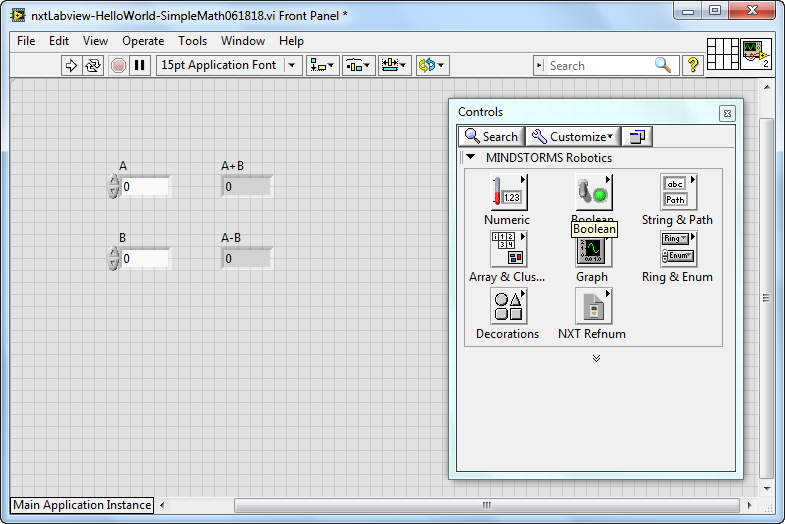 nxtLabview-HelloWorld-SimpleMath061818.vi Front Panel *
File Edit View Operate Tools Window Help
15pt Application Font
Search
?
2
Controls
Search Customize
MINDSTORMS Robotics
A A+B
0 0
B A-B
0 0
1.23
abc
Path
Numeric Boolean String & Path
Boolean
Ring
Enum
Array & Clus... Graph Ring & Enum
Decorations NXT Refnum
Main Application Instance